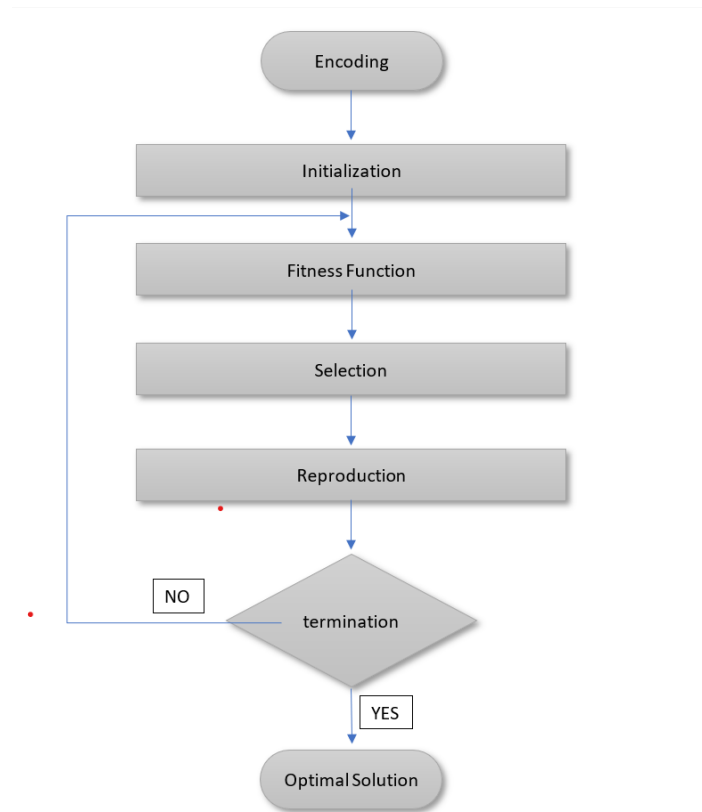 Encoding
Initialization
Fitness Function
Selection
Reproduction
NO
termination
YES
Optimal Solution